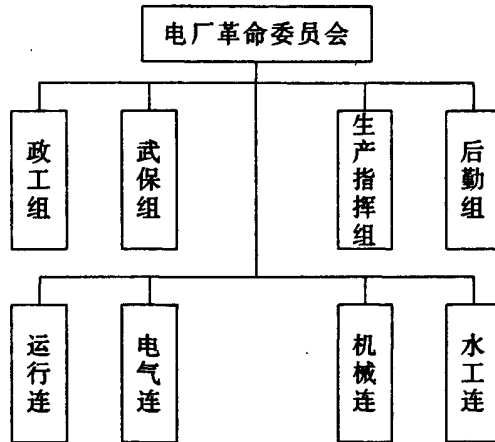 电厂革命委员会
政工组
武保组
生产指挥组
后勤组
运行连
电气连
机械连
水工连